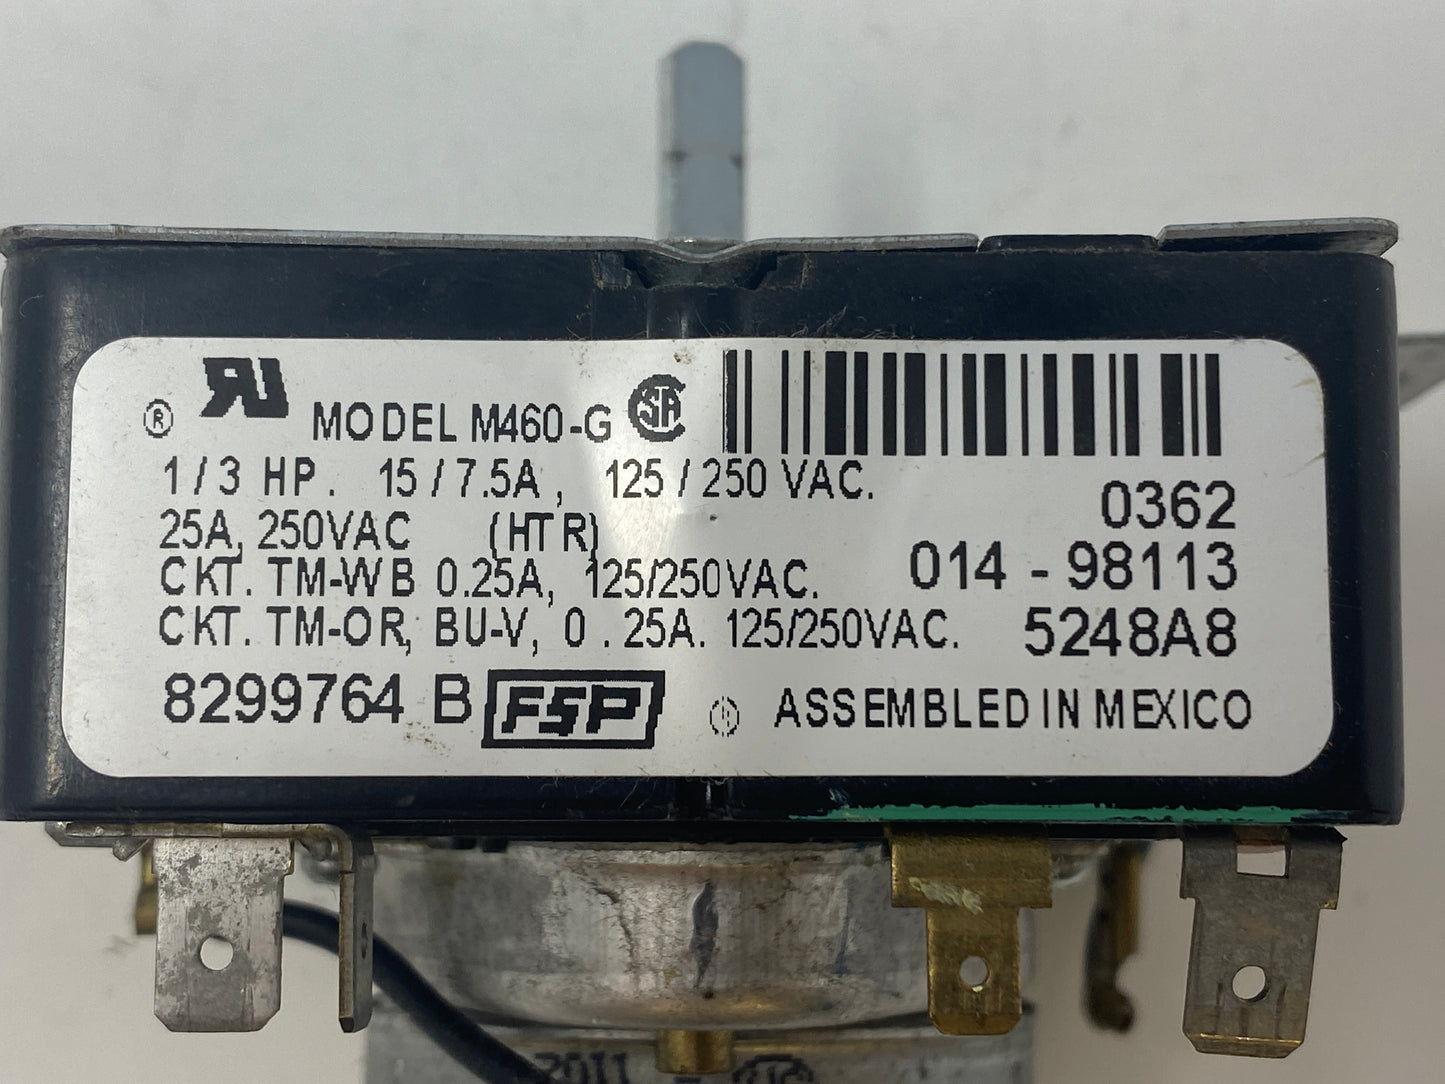 ® RU MODEL M460-G CSA
1/3 HP. 15/7.5A, 125/250 VAC.
0362
25A, 250VAC (HTR)
014 - 98113
CKT. TM-WB 0.25A, 125/250VAC.
CKT. TM-OR, BU-V, 0.25A. 125/250VAC.
5248A8
8299764 B FSP ® ASSEMBLED IN MEXICO